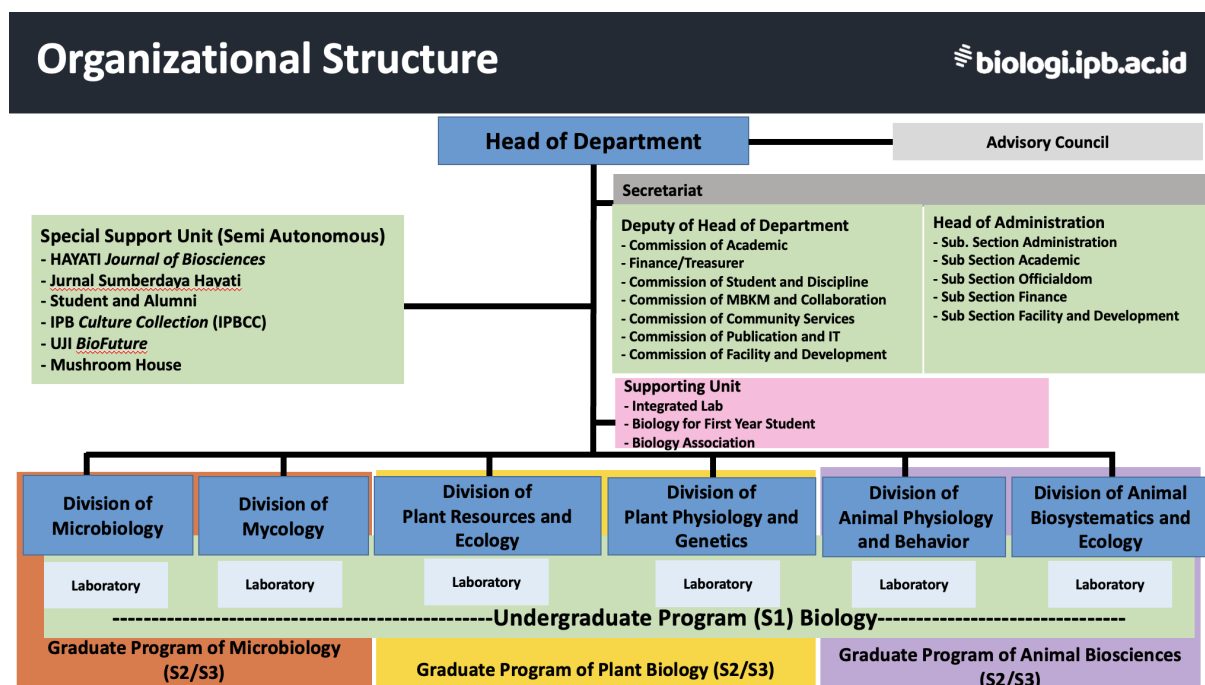 Organizational Structure
biologi.ipb.ac.id
Head of Department
Advisory Council
Secretariat
Special Support Unit (Semi Autonomous)
- HAYATI Journal of Biosciences
- Jurnal Sumberdaya Hayati
- Student and Alumni
- IPB Culture Collection (IPBCC)
- UJI BioFuture
- Mushroom House
Deputy of Head of Department
- Commission of Academic
- Finance/Treasurer
- Commission of Student and Discipline
- Commission of MBKM and Collaboration
- Commission of Community Services
- Commission of Publication and IT
- Commission of Facility and Development
Head of Administration
- Sub. Section Administration
- Sub Section Academic
- Sub Section Officialdom
- Sub Section Finance
- Sub Section Facility and Development
Supporting Unit
- Integrated Lab
- Biology for First Year Student
- Biology Association
Division of
Microbiology
Division of
Mycology
Division of
Plant Resources and
Ecology
Division of
Plant Physiology and
Genetics
Division of
Animal Physiology
and Behavior
Division of Animal
Biosystematics and
Ecology
Laboratory
Laboratory
Laboratory
Laboratory
Laboratory
Laboratory
------------------------------------------------Undergraduate Program (S1) Biology--------------------------------
Graduate Program of Microbiology
(S2/S3)
Graduate Program of Plant Biology (S2/S3)
Graduate Program of Animal Biosciences
(S2/S3)